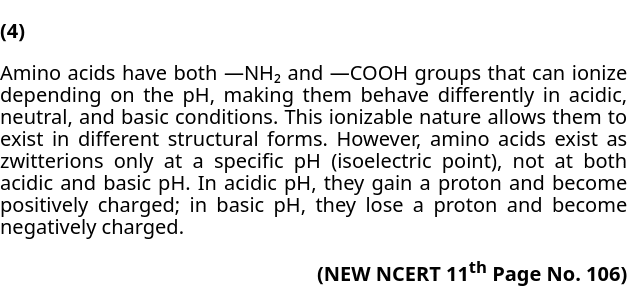 (4)
Amino acids have both —NH₂ and —COOH groups that can ionize
depending on the pH, making them behave differently in acidic,
neutral, and basic conditions. This ionizable nature allows them to
exist in different structural forms. However, amino acids exist as
zwitterions only at a specific pH (isoelectric point), not at both
acidic and basic pH. In acidic pH, they gain a proton and become
positively charged; in basic pH, they lose a proton and become
negatively charged.
(NEW NCERT 11th Page No. 106)